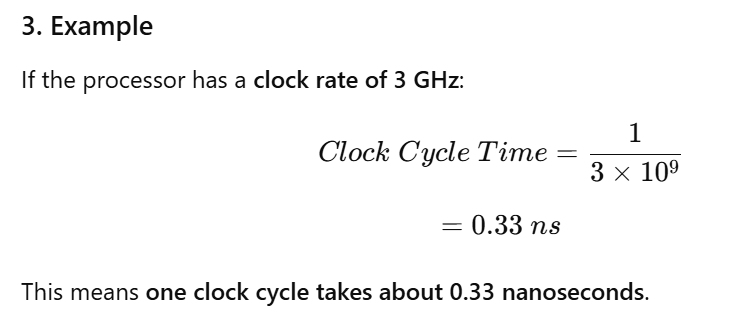 3. Example
If the processor has a clock rate of 3 GHz:
Clock Cycle Time = 1 / 3 × 10⁹
= 0.33 ns
This means one clock cycle takes about 0.33 nanoseconds.